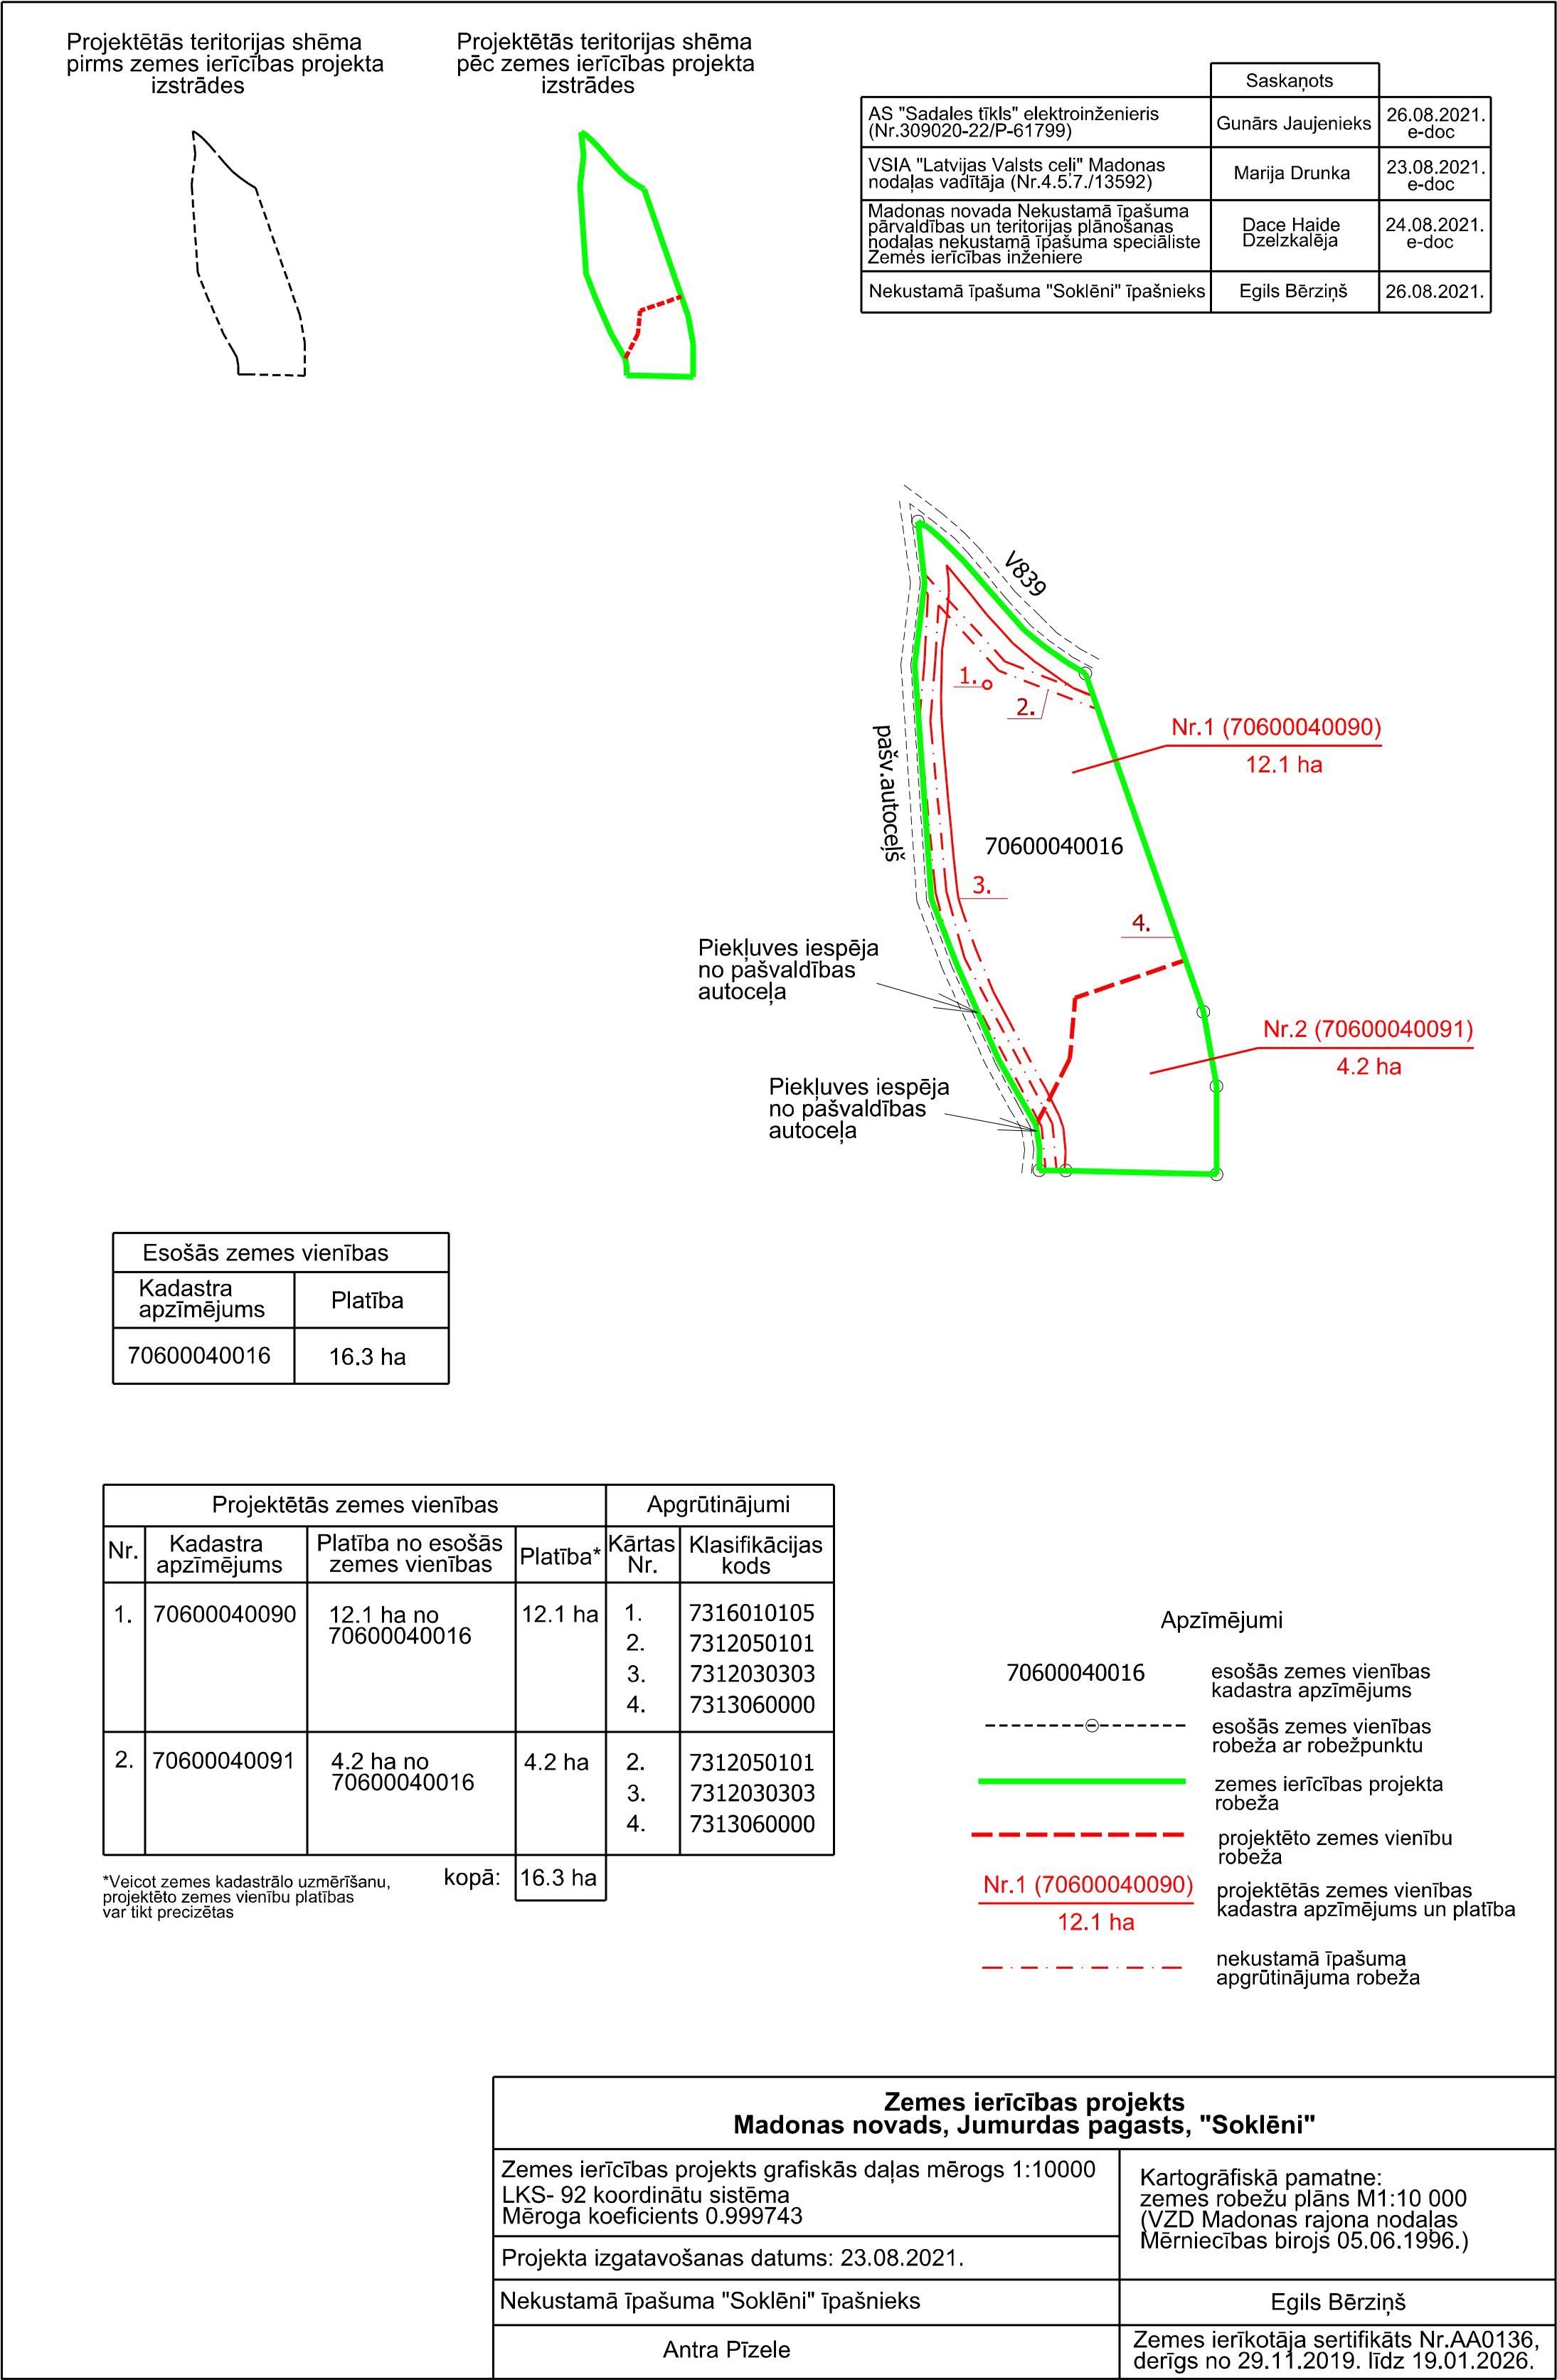 Projektētās teritorijas shēma
pirms zemes ierīcības projekta
izstrādes
Projektētās teritorijas shēma
pēc zemes ierīcības projekta
izstrādes
Saskaņots
AS "Sadales tīkls" elektroinženieris
(Nr.309020-22/P-61799)
Gunārs Jaujenieks
26.08.2021.
e-doc
VSIA "Latvijas Valsts ceļi" Madonas
nodaļas vadītāja (Nr.4.5.7./13592)
Marija Drunka
23.08.2021.
e-doc
Madonas novada Nekustamā īpašuma
pārvaldības un teritorijas plānošanas
nodaļas nekustamā īpašuma speciāliste
Zemes ierīcības inženiere
Dace Haide
Dzelzkalēja
24.08.2021.
e-doc
Nekustamā īpašuma "Soklēni" īpašnieks
Egils Bērziņš
26.08.2021.
V839
1.
2.
pašv.autoceļš
Nr.1 (70600040090)
12.1 ha
70600040016
3.
4.
Piekļuves iespēja
no pašvaldības
autoceļa
Nr.2 (70600040091)
4.2 ha
Piekļuves iespēja
no pašvaldības
autoceļa
Esošās zemes vienības
Kadastra
apzīmējums
Platība
70600040016
16.3 ha
Projektētās zemes vienības
Apgrūtinājumi
Nr.
Kadastra
apzīmējums
Platība no esošās
zemes vienības
Platība*
Kārtas
Nr.
Klasifikācijas
kods
1.
70600040090
12.1 ha no
70600040016
12.1 ha
1. 7316010105
2. 7312050101
3. 7312030303
4. 7313060000
2.
70600040091
4.2 ha no
70600040016
4.2 ha
2. 7312050101
3. 7312030303
4. 7313060000
kopā: 16.3 ha
*Veicot zemes kadastrālo uzmērīšanu,
projektēto zemes vienību platības
var tikt precizētas
Apzīmējumi
70600040016
esošās zemes vienības
kadastra apzīmējums
esošās zemes vienības
robeža ar robežpunktu
zemes ierīcības projekta
robeža
projektēto zemes vienību
robeža
Nr.1 (70600040090)
12.1 ha
projektētās zemes vienības
kadastra apzīmējums un platība
nekustamā īpašuma
apgrūtinājuma robeža
Zemes ierīcības projekts
Madonas novads, Jumurdas pagasts, "Soklēni"
Zemes ierīcības projekts grafiskās daļas mērogs 1:10000
LKS- 92 koordinātu sistēma
Mēroga koeficients 0.999743
Kartogrāfiskā pamatne:
zemes robežu plāns M1:10 000
(VZD Madonas rajona nodaļas
Mērniecības birojs 05.06.1996.)
Projekta izgatavošanas datums: 23.08.2021.
Nekustamā īpašuma "Soklēni" īpašnieks
Egils Bērziņš
Antra Pīzele
Zemes ierīkotāja sertifikāts Nr.AA0136,
derīgs no 29.11.2019. līdz 19.01.2026.